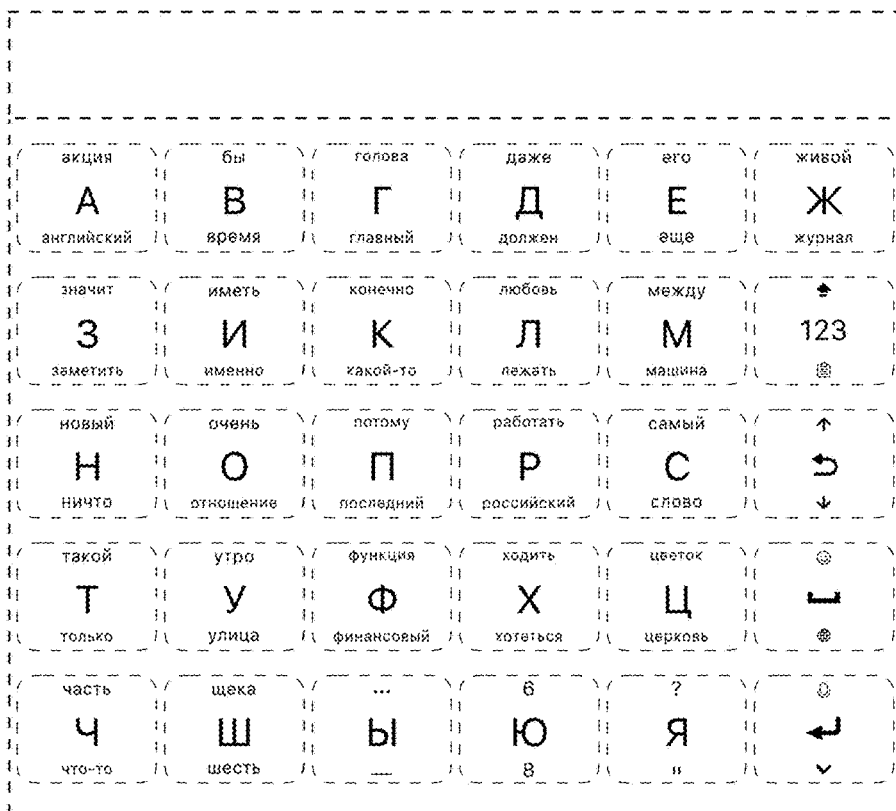 акция бы голова даже его живой
А В Г Д Е Ж
английский время главный должен еще журнал
значит иметь конечно любовь между
З И К Л М 123
заметить именно какой-то лежать машина
новый очень потому работать самый
Н О П Р С
ничто отношение последний российский слово
такой утро функция ходить цветок
Т У Ф Х Ц
только улица финансовый хотеться церковь
часть щека ... 6 ?
Ч Ш Ы Ю Я
что-то шесть — 8 "